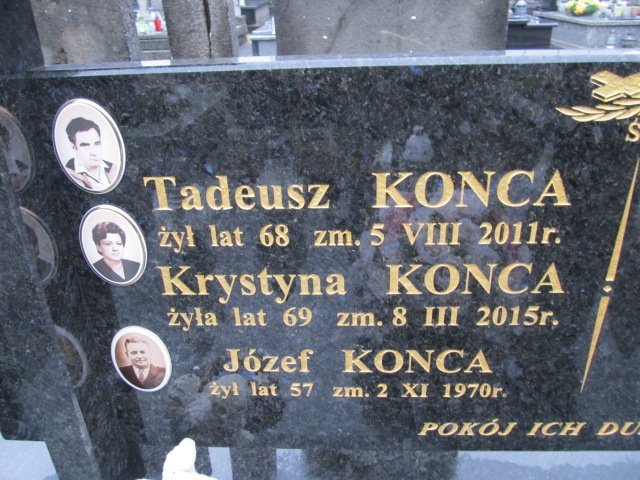 Tadeusz KONCA
żył lat 68 zm. 5 VIII 2011r.
Krystyna KONCA
żyła lat 69 zm. 8 III 2015r.
Józef KONCA
żył lat 57 zm. 2 XI 1970r.
POKÓJ ICH